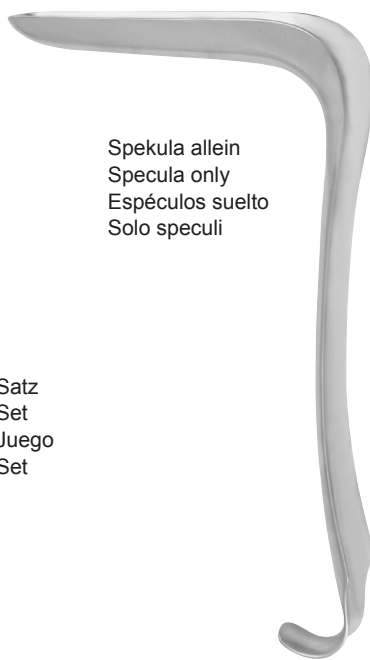 Spekula allein
Specula only
Espéculos suelto
Solo speculi
Satz
Set
Juego
Set